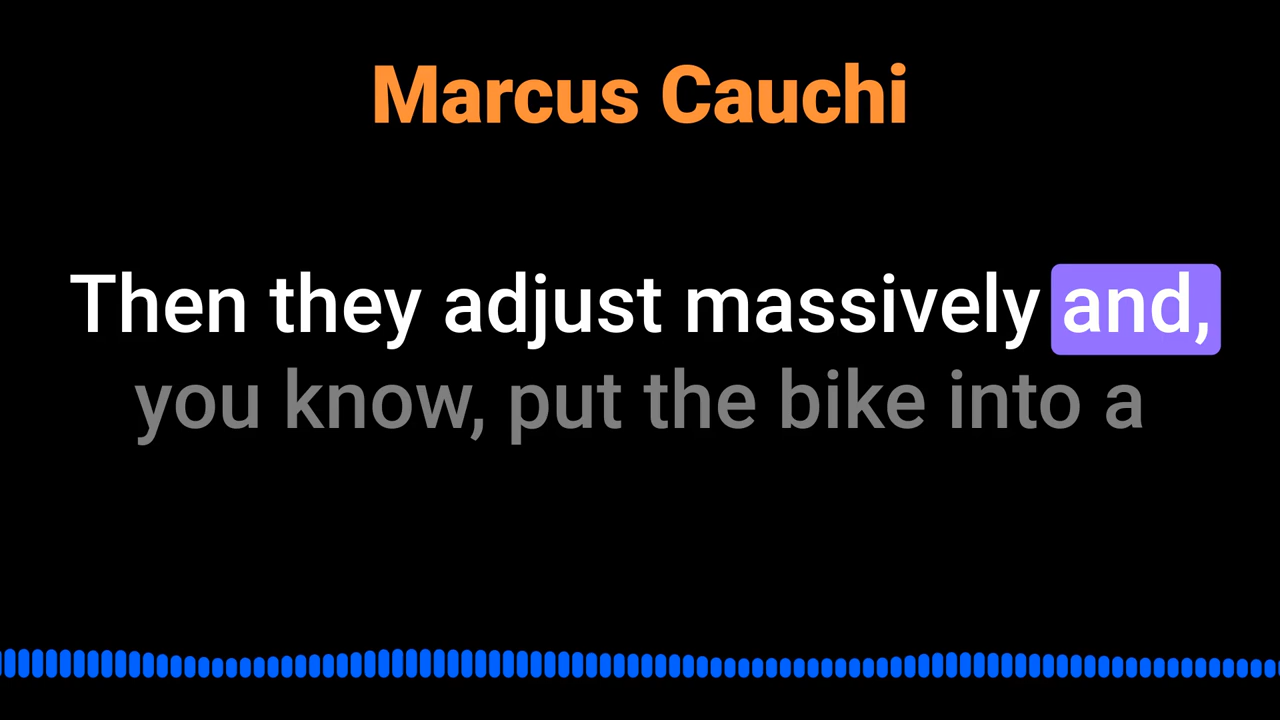 Marcus Cauchi
Then they adjust massively and,
you know, put the bike into a